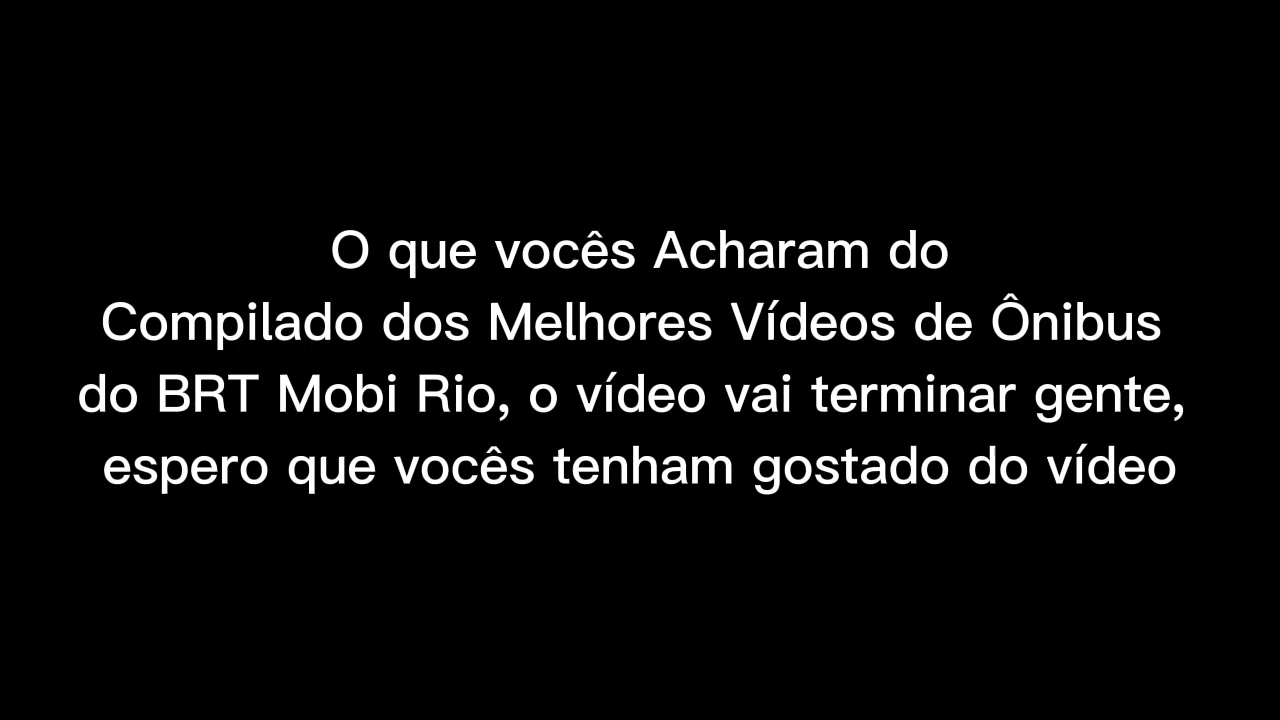 O que vocês Acharam do
Compilado dos Melhores Vídeos de Ônibus
do BRT Mobi Rio, o vídeo vai terminar gente,
espero que vocês tenham gostado do vídeo